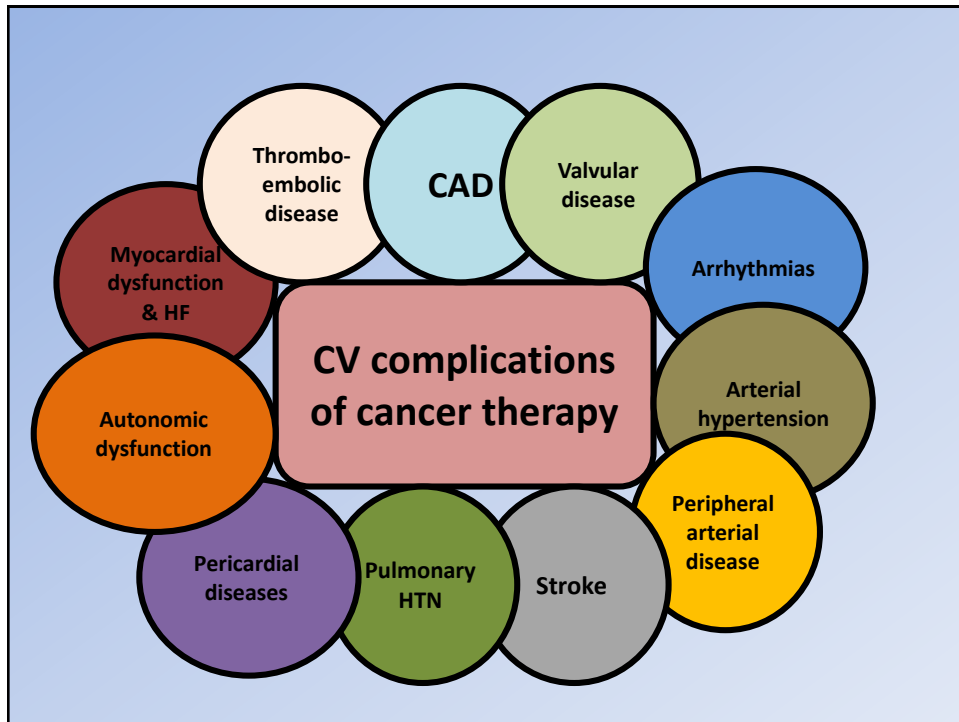 Thrombo-
embolic
disease
CAD
Valvular
disease
Arrhythmias
Arterial
hypertension
Peripheral
arterial
disease
Stroke
Pulmonary
HTN
Pericardial
diseases
Autonomic
dysfunction
Myocardial
dysfunction
& HF
CV complications
of cancer therapy